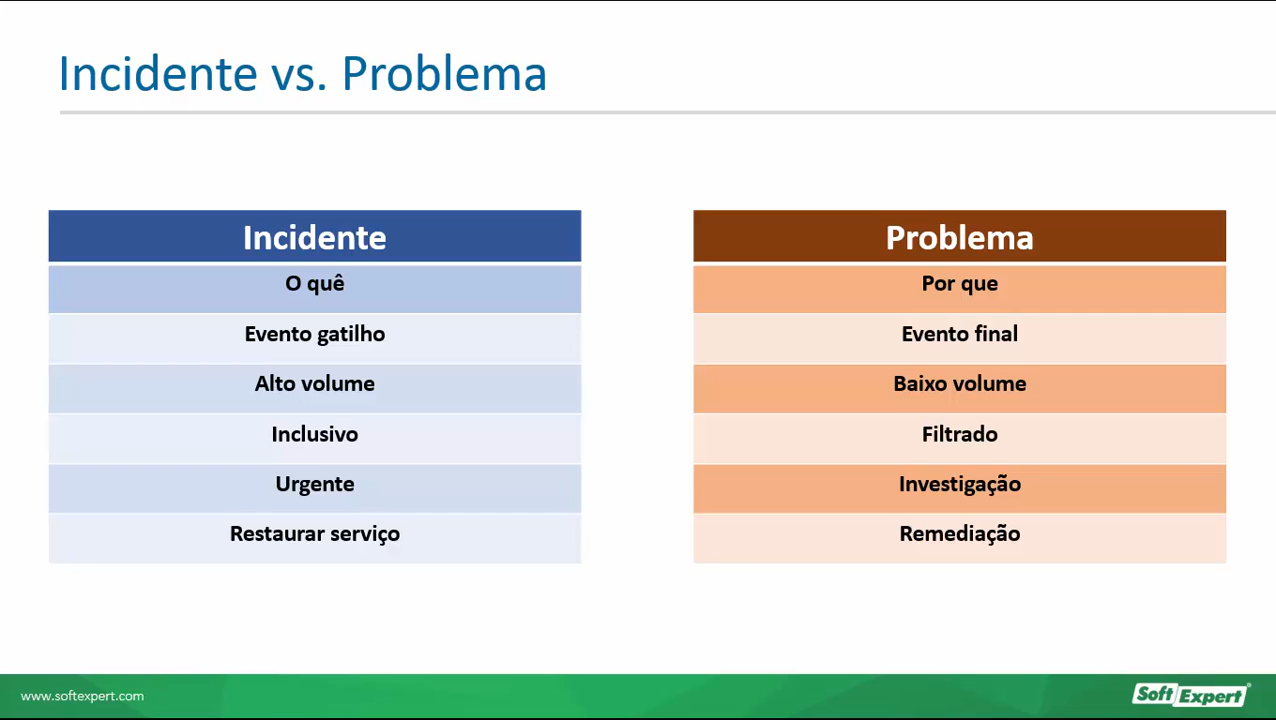 Incidente vs. Problema
Incidente
O quê
Evento gatilho
Alto volume
Inclusivo
Urgente
Restaurar serviço
Problema
Por que
Evento final
Baixo volume
Filtrado
Investigação
Remediação
www.softexpert.com
SoftExpert®